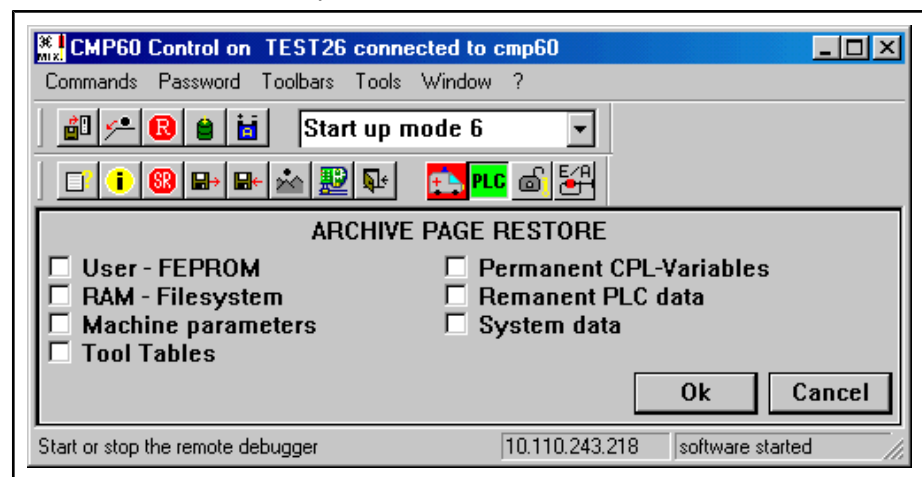 MIX. CMP60 Control on TEST26 connected to cmp60
Commands Password Toolbars Tools Window ?
R Start up mode 6
? i SR PLC E/A
ARCHIVE PAGE RESTORE
User - FEPROM Permanent CPL-Variables
RAM - Filesystem Remanent PLC data
Machine parameters System data
Tool Tables
Ok Cancel
Start or stop the remote debugger 10.110.243.218 software started